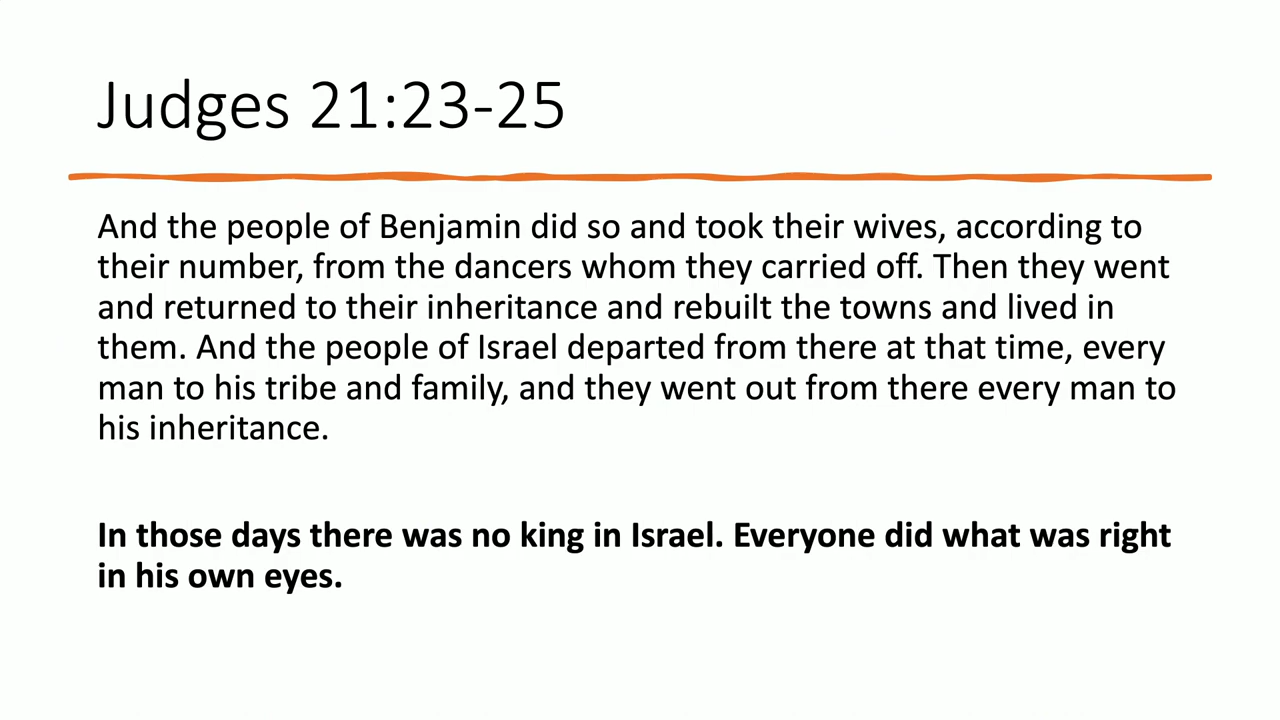 Judges 21:23-25
And the people of Benjamin did so and took their wives, according to
their number, from the dancers whom they carried off. Then they went
and returned to their inheritance and rebuilt the towns and lived in
them. And the people of Israel departed from there at that time, every
man to his tribe and family, and they went out from there every man to
his inheritance.
In those days there was no king in Israel. Everyone did what was right
in his own eyes.